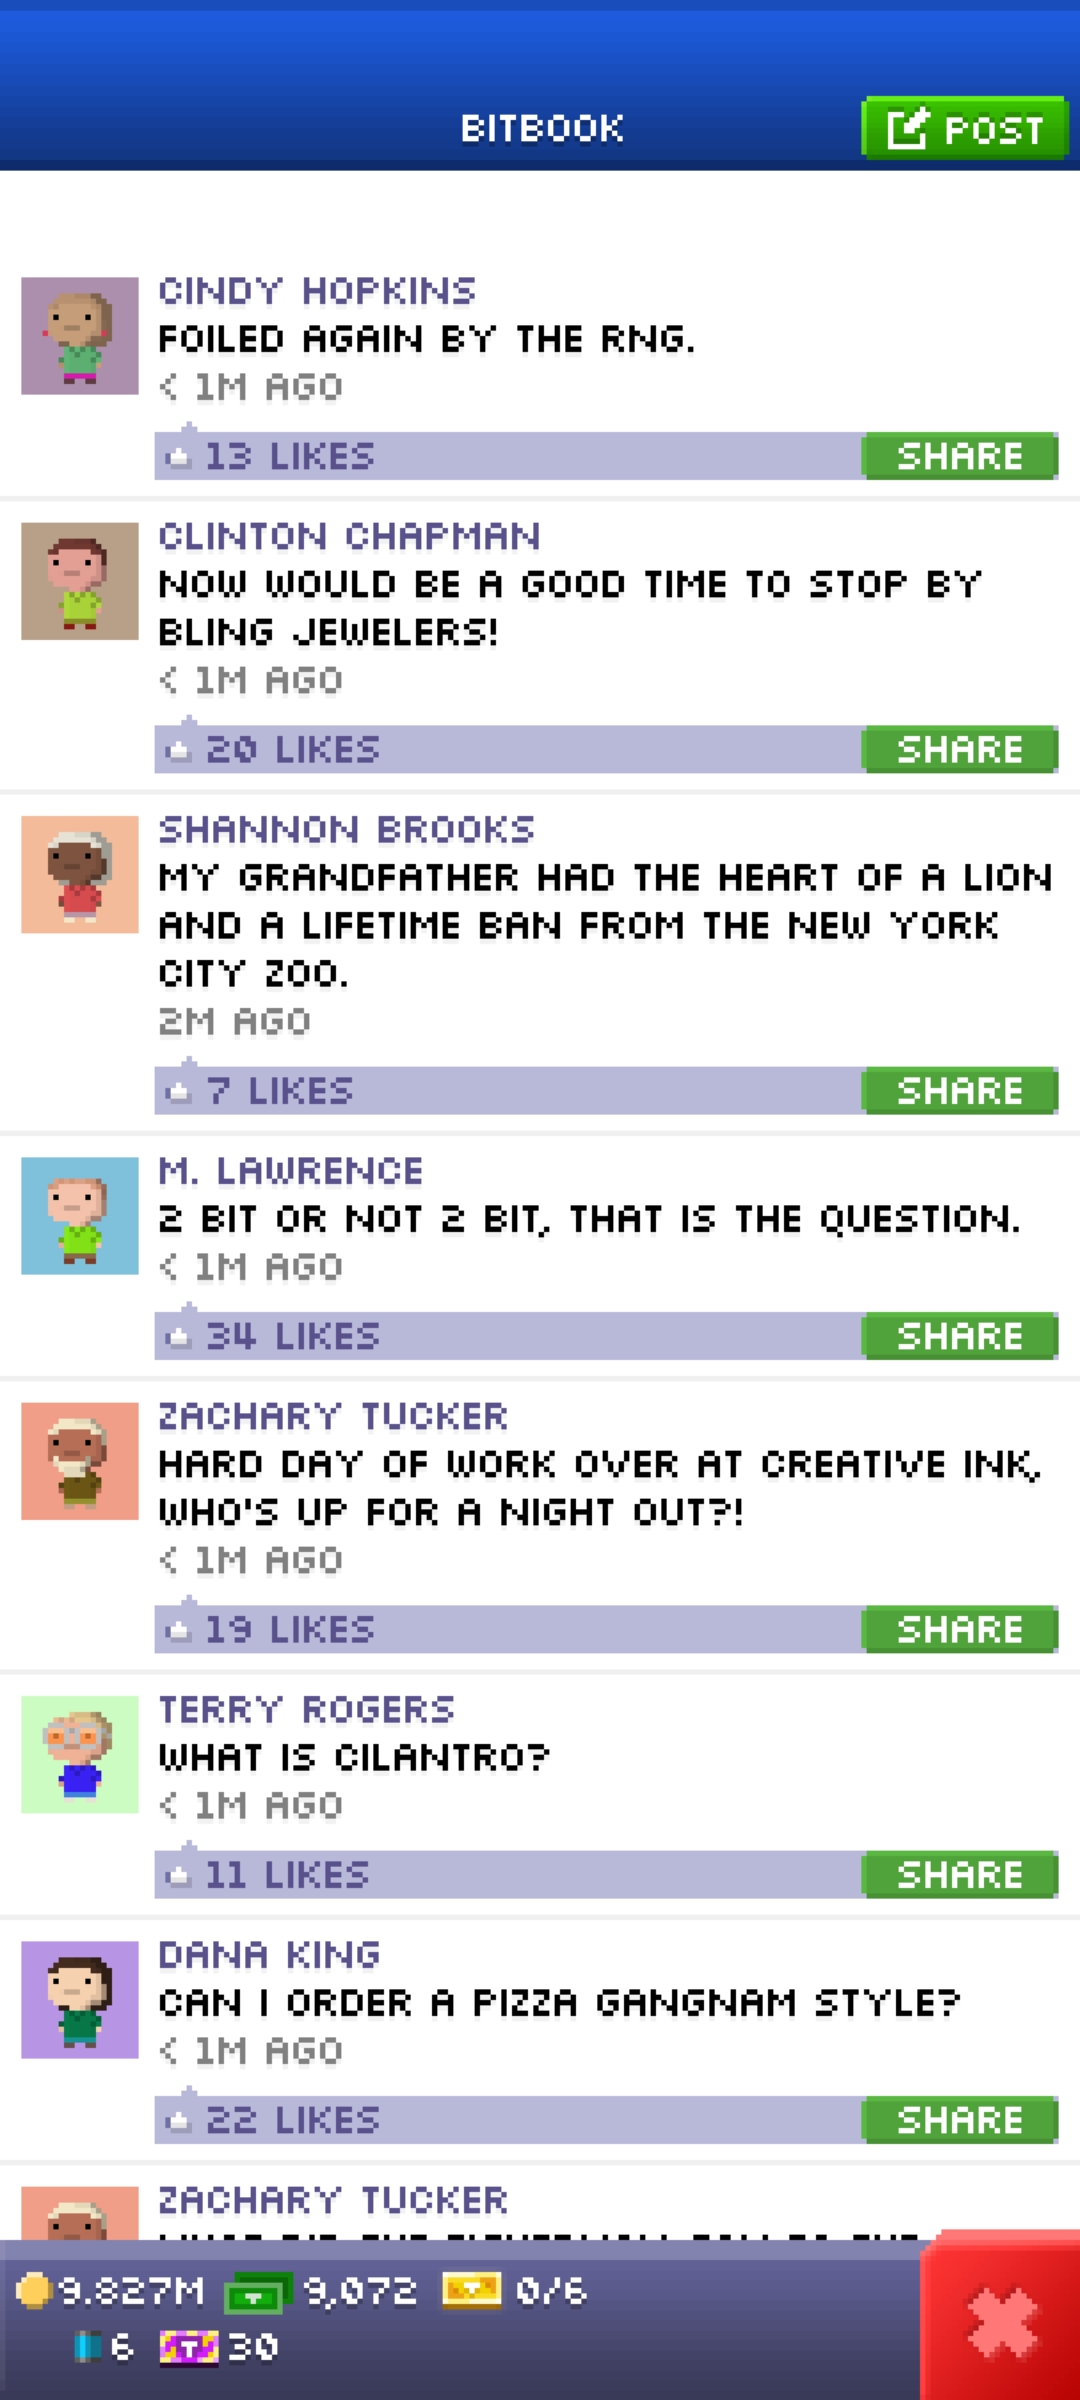 BITBOOK
POST
CINDY HOPKINS
FOILED AGAIN BY THE RNG.
< 1M AGO
13 LIKES
SHARE
CLINTON CHAPMAN
NOW WOULD BE A GOOD TIME TO STOP BY
BLING JEWELERS!
< 1M AGO
20 LIKES
SHARE
SHANNON BROOKS
MY GRANDFATHER HAD THE HEART OF A LION
AND A LIFETIME BAN FROM THE NEW YORK
CITY ZOO.
2M AGO
7 LIKES
SHARE
M. LAWRENCE
2 BIT OR NOT 2 BIT, THAT IS THE QUESTION.
< 1M AGO
34 LIKES
SHARE
ZACHARY TUCKER
HARD DAY OF WORK OVER AT CREATIVE INK,
WHO'S UP FOR A NIGHT OUT?!
< 1M AGO
19 LIKES
SHARE
TERRY ROGERS
WHAT IS CILANTRO?
< 1M AGO
11 LIKES
SHARE
DANA KING
CAN I ORDER A PIZZA GANGNAM STYLE?
< 1M AGO
22 LIKES
SHARE
ZACHARY TUCKER
9.827M 9,072 0/6
6 T 30